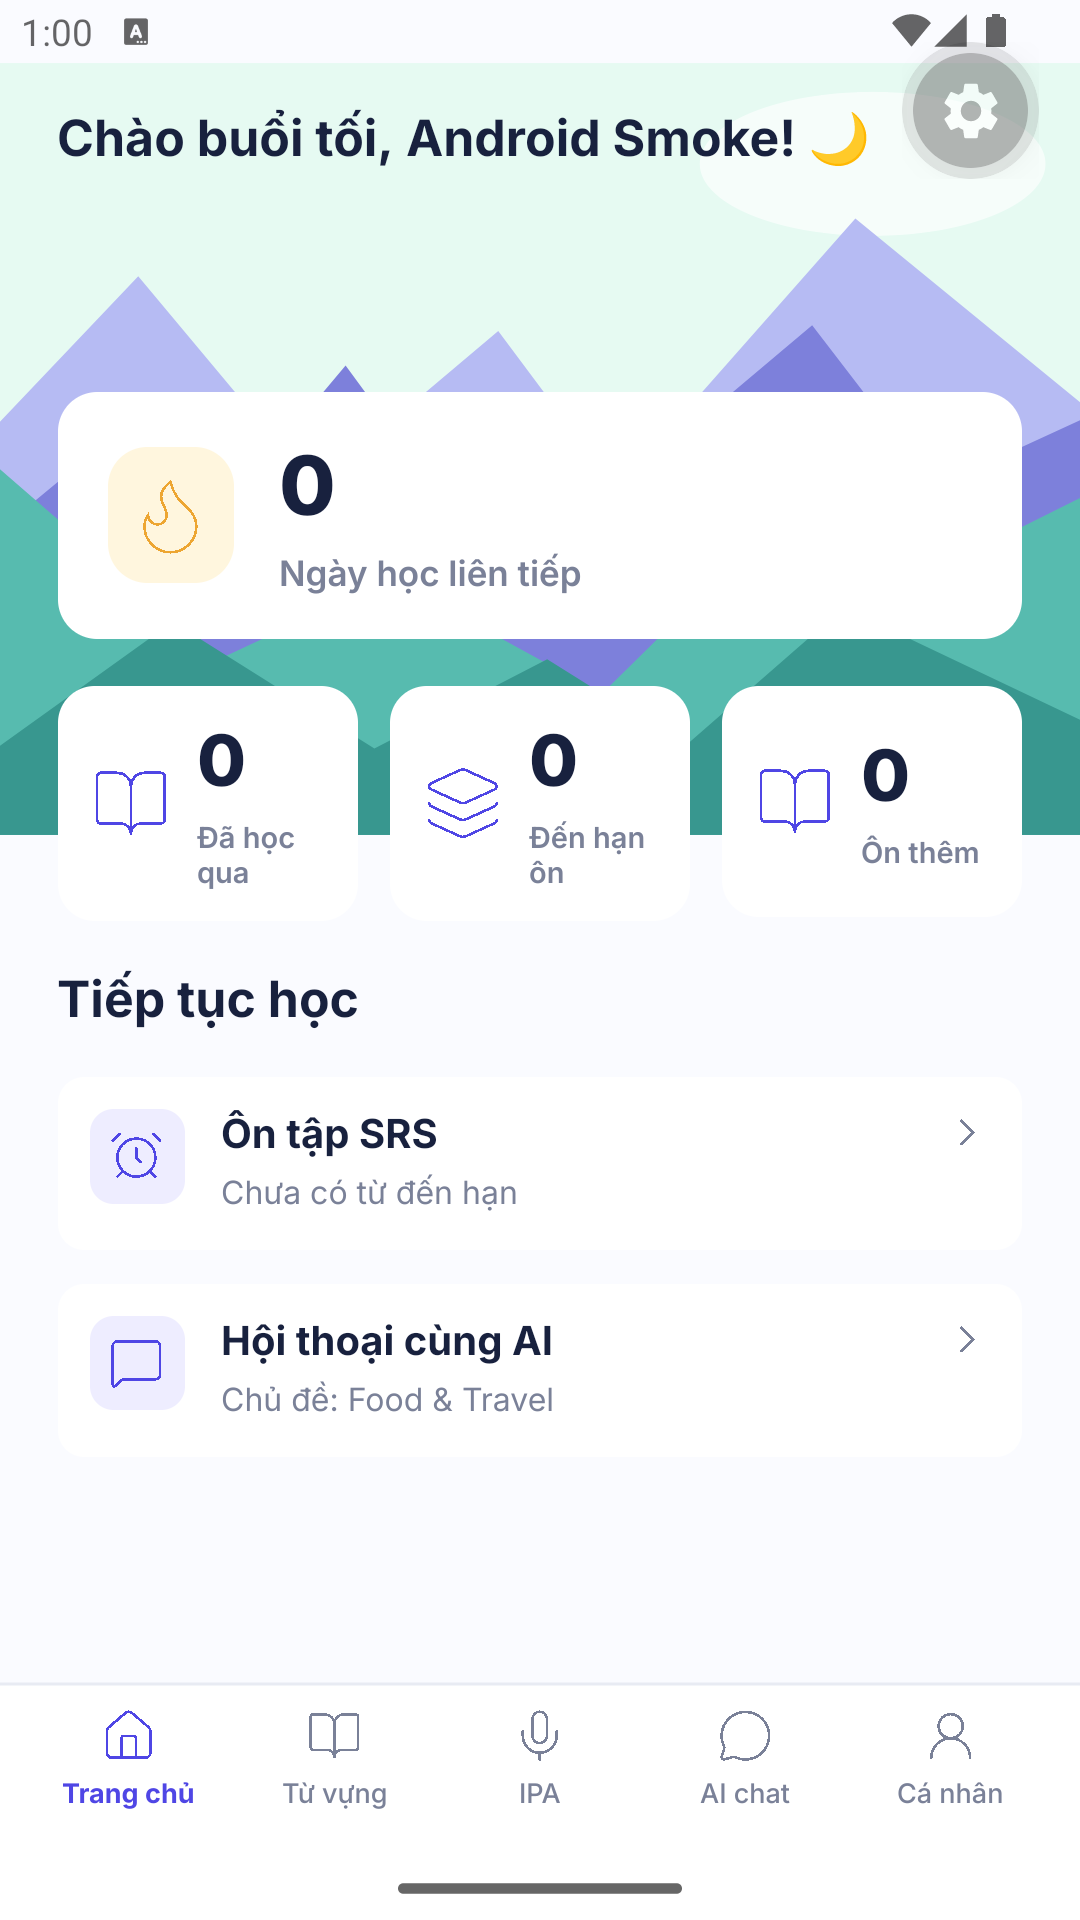 1:00
Chào buổi tối, Android Smoke! 🌙
0
Ngày học liên tiếp
0
Đã học
qua
0
Đến hạn
ôn
0
Ôn thêm
Tiếp tục học
Ôn tập SRS
Chưa có từ đến hạn
Hội thoại cùng AI
Chủ đề: Food & Travel
Trang chủ
Từ vựng
IPA
AI chat
Cá nhân